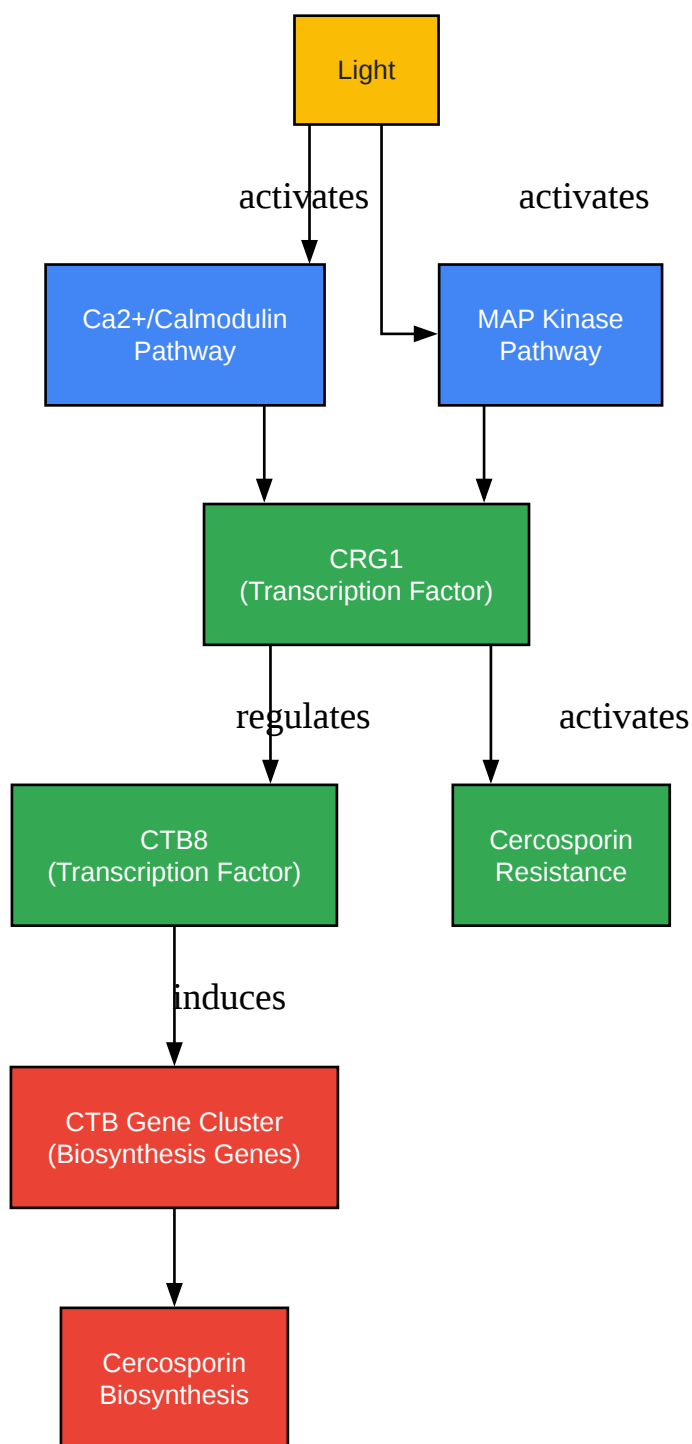 Light
activates
activates
Ca2+/Calmodulin
Pathway
MAP Kinase
Pathway
CRG1
(Transcription Factor)
regulates
activates
CTB8
(Transcription Factor)
Cercosporin
Resistance
induces
CTB Gene Cluster
(Biosynthesis Genes)
Cercosporin
Biosynthesis